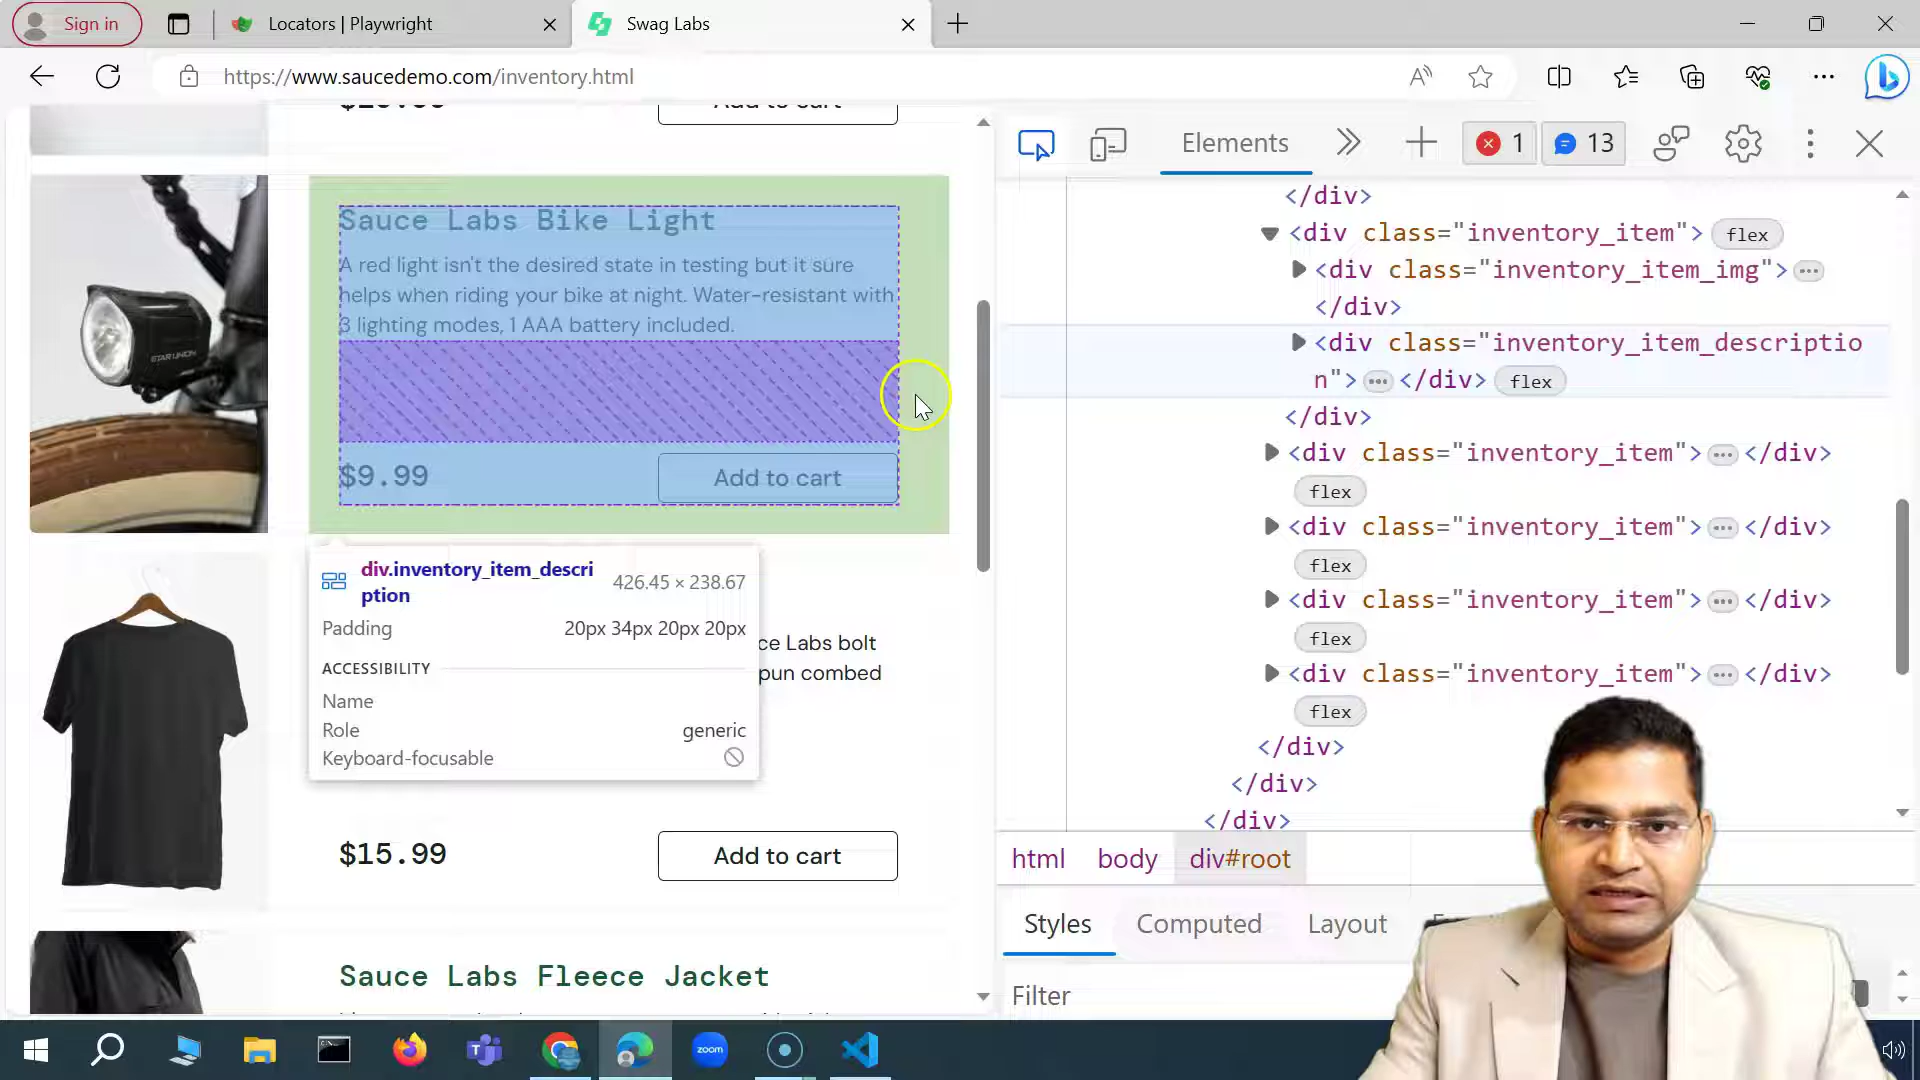 Sign in
Locators | Playwright
Swag Labs
https://www.saucedemo.com/inventory.html
Add to cart
Sauce Labs Bike Light
A red light isn't the desired state in testing but it sure
helps when riding your bike at night. Water-resistant with
3 lighting modes, 1 AAA battery included.
STAR UNION
$9.99
Add to cart
div.inventory_item_descri
ption
426.45 × 238.67
Padding
20px 34px 20px 20px
ACCESSIBILITY
Name
Role
generic
Keyboard-focusable
ce Labs bolt
pun combed
$15.99
Add to cart
Sauce Labs Fleece Jacket
Elements
1
13
</div>
<div class="inventory_item">
flex
<div class="inventory_item_img">
</div>
<div class="inventory_item_descriptio
n"> </div>
flex
</div>
<div class="inventory_item"> </div>
flex
<div class="inventory_item"> </div>
flex
<div class="inventory_item"> </div>
flex
<div class="inventory_item"> </div>
flex
</div>
</div>
</div>
html
body
div#root
Styles
Computed
Layout
Filter
zoom